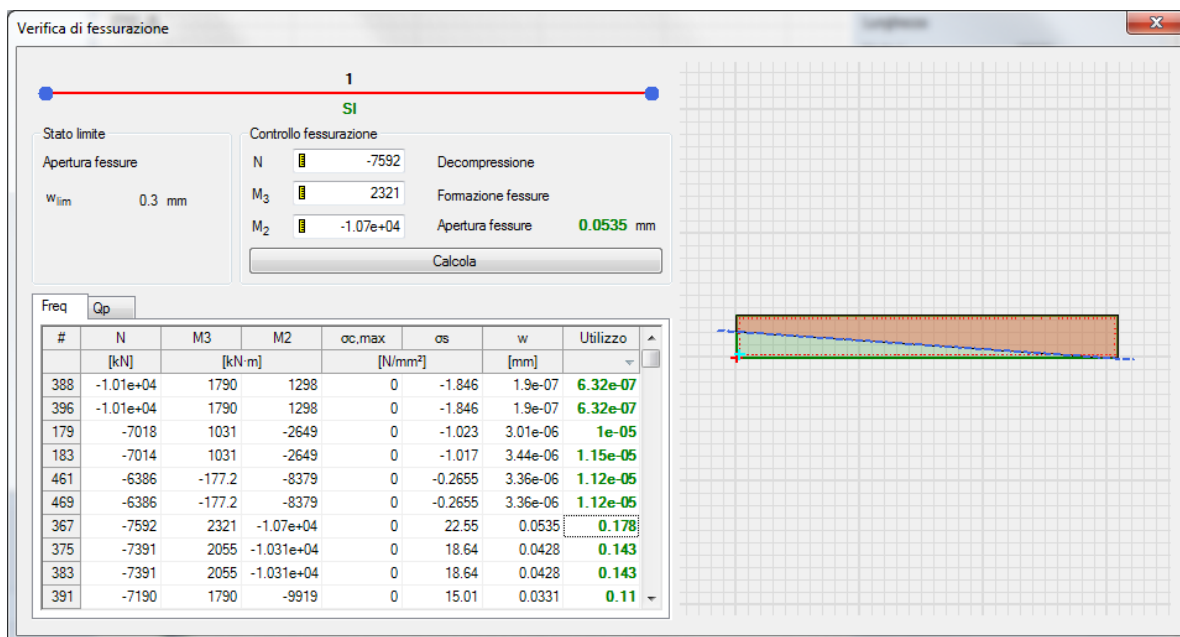 Verifica di fessurazione
1
SI
Stato limite
Apertura fessure
wlim 0.3 mm
Controllo fessurazione
N -7592 Decompressione
M3 2321 Formazione fessure
M2 -1.07e+04 Apertura fessure 0.0535 mm
Calcola
Freq Qp
# N M3 M2 σc,max σs w Utilizzo
[kN] [kN·m] [N/mm²] [mm]
388 -1.01e+04 1790 1298 0 -1.846 1.9e-07 6.32e-07
396 -1.01e+04 1790 1298 0 -1.846 1.9e-07 6.32e-07
179 -7018 1031 -2649 0 -1.023 3.01e-06 1e-05
183 -7014 1031 -2649 0 -1.017 3.44e-06 1.15e-05
461 -6386 -177.2 -8379 0 -0.2655 3.36e-06 1.12e-05
469 -6386 -177.2 -8379 0 -0.2655 3.36e-06 1.12e-05
367 -7592 2321 -1.07e+04 0 22.55 0.0535 0.178
375 -7391 2055 -1.031e+04 0 18.64 0.0428 0.143
383 -7391 2055 -1.031e+04 0 18.64 0.0428 0.143
391 -7190 1790 -9919 0 15.01 0.0331 0.11